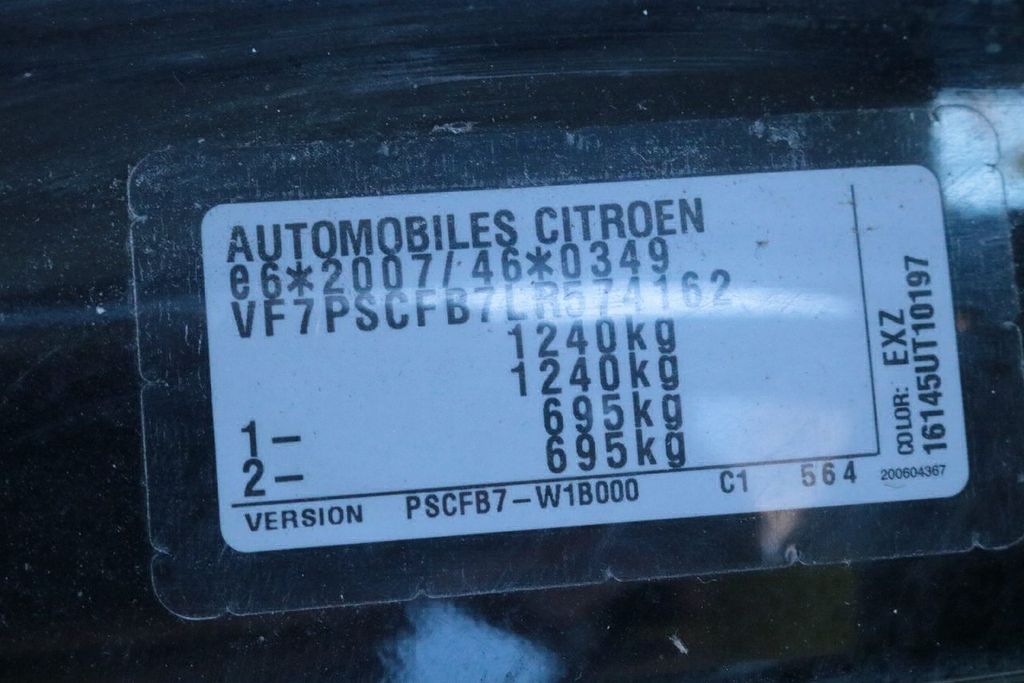 AUTOMOBILES CITROEN
e6*2007/46*0349
VF7PSCFB7LR574162
1240kg
1240kg
1- 695kg
2- 695kg
VERSION PSCFB7-W1B000 C1 564
COLOR: EXZ
16145UT10197
200604367